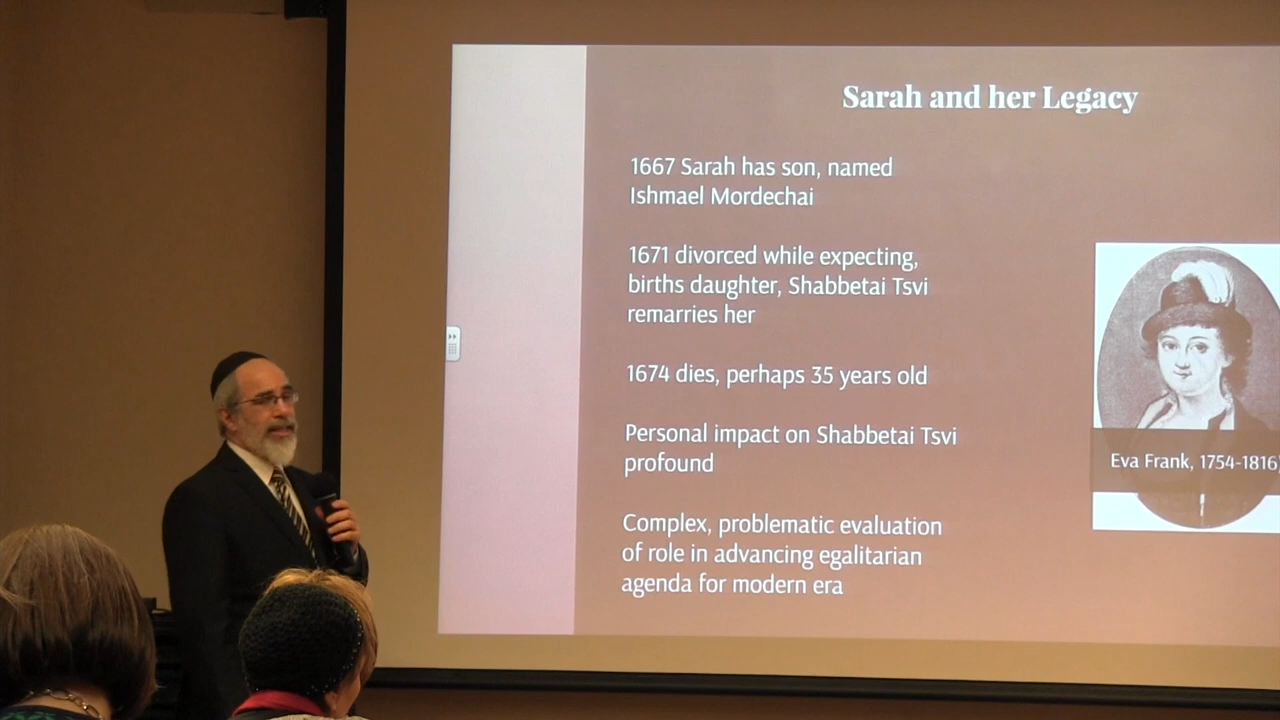 Sarah and her Legacy
1667 Sarah has son, named
Ishmael Mordechai
1671 divorced while expecting,
births daughter, Shabbetai Tsvi
remarries her
1674 dies, perhaps 35 years old
Personal impact on Shabbetai Tsvi
profound
Complex, problematic evaluation
of role in advancing egalitarian
agenda for modern era
Eva Frank, 1754-1816)